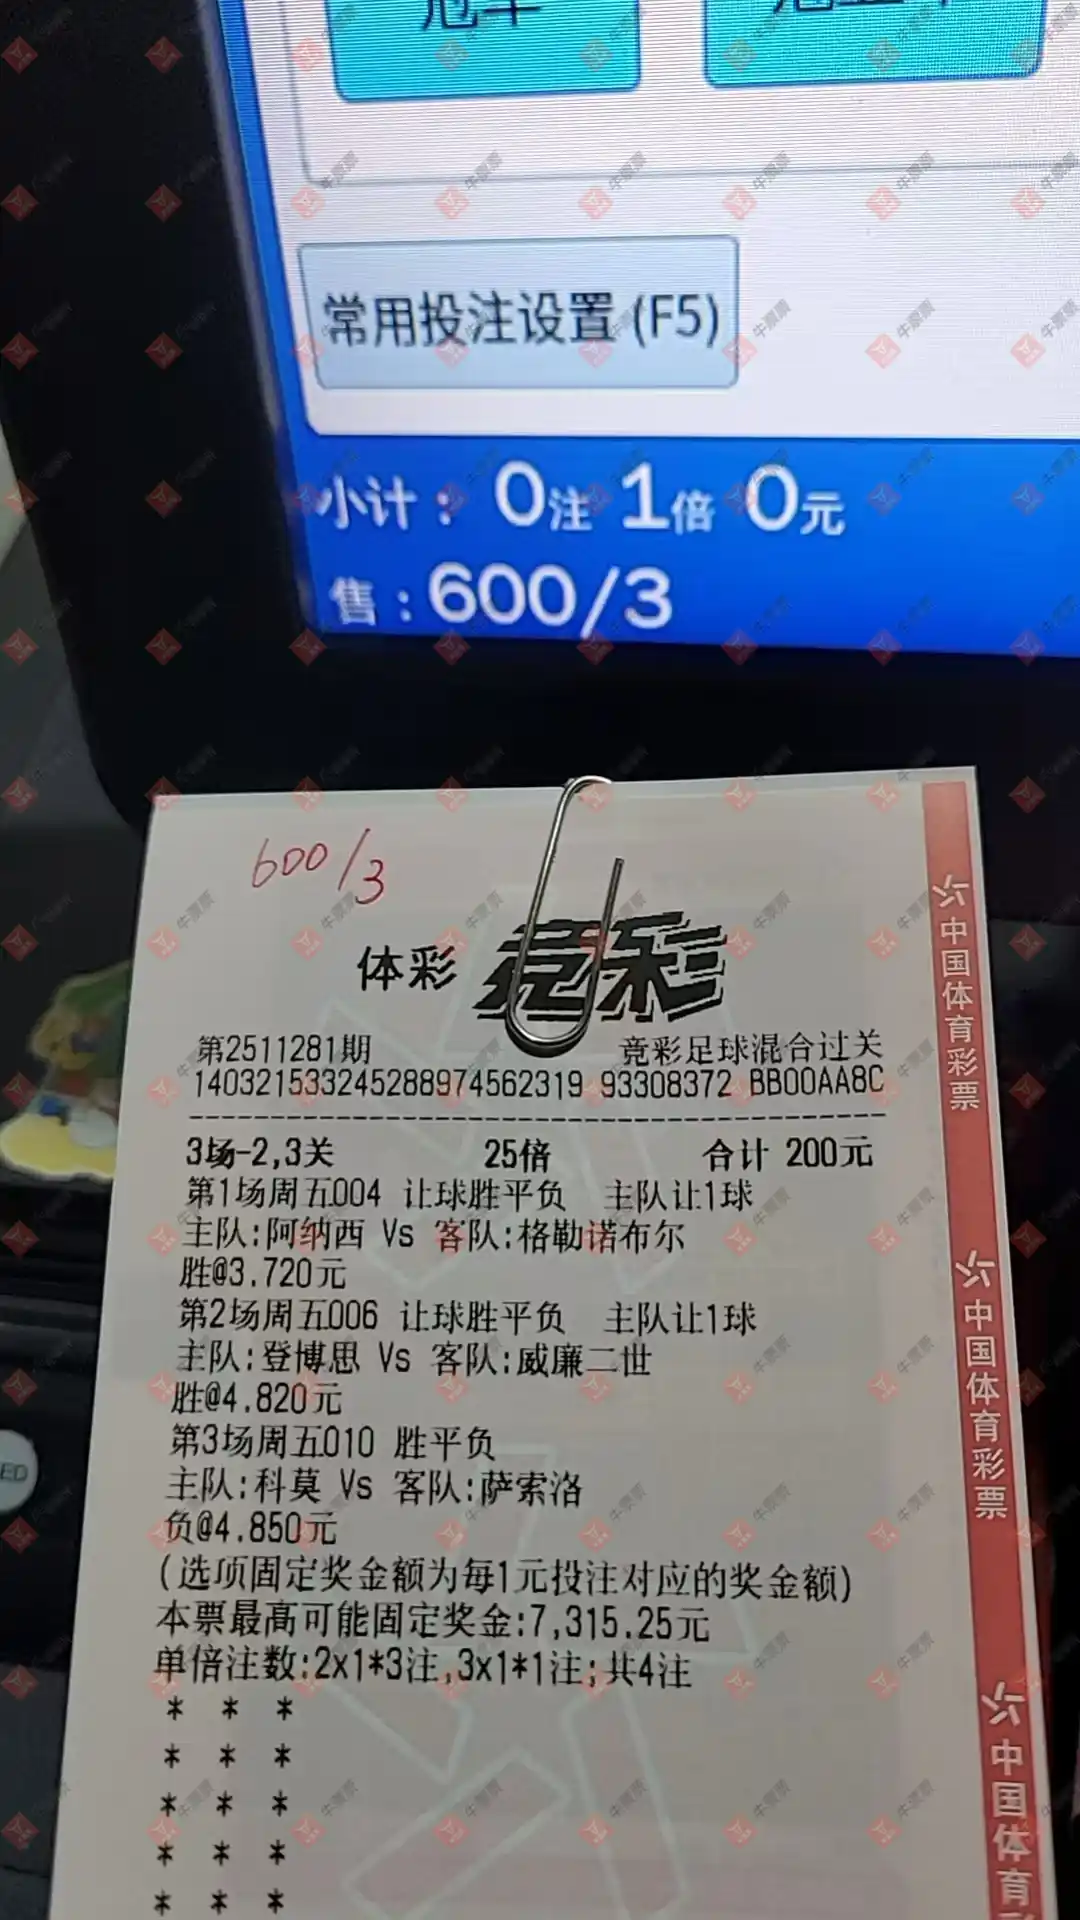 常用投注设置 (F5)
小计： 0注 1倍 0元
售：600/3
600/3
体彩 竞彩
第2511281期 竞彩足球混合过关
140321533245288974562319 93308372 BB00AA8C
3场-2,3关 25倍 合计 200元
第1场周五004 让球胜平负 主队让1球
主队:阿纳西 Vs 客队:格勒诺布尔
胜@3.720元
第2场周五006 让球胜平负 主队让1球
主队:登博思 Vs 客队:威廉二世
胜@4.820元
第3场周五010 胜平负
主队:科莫 Vs 客队:萨索洛
负@4.850元
(选项固定奖金额为每1元投注对应的奖金额)
本票最高可能固定奖金:7,315.25元
单倍注数:2x1*3注,3x1*1注;共4注
* * *
* * *
* * *
* * *
* * *
中国体育彩票
中国体育彩票
中国体育
ED